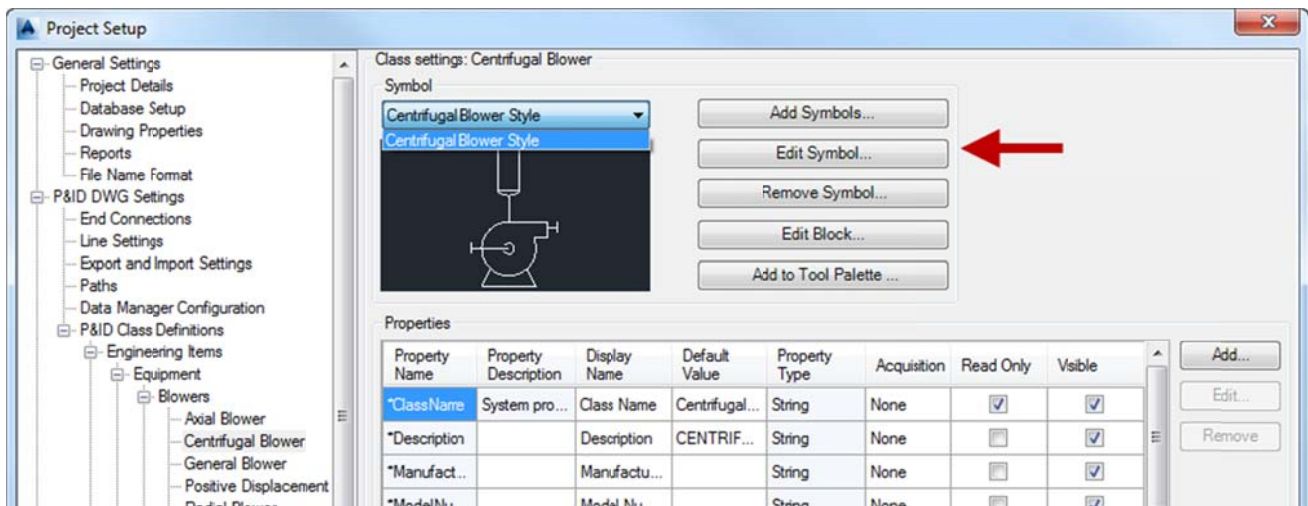 Project Setup
General Settings
Project Details
Database Setup
Drawing Properties
Reports
File Name Format
P&ID DWG Settings
End Connections
Line Settings
Export and Import Settings
Paths
Data Manager Configuration
P&ID Class Definitions
Engineering Items
Equipment
Blowers
Axial Blower
Centrifugal Blower
General Blower
Positive Displacement
Class settings: Centrifugal Blower
Symbol
Centrifugal Blower Style
Centrifugal Blower Style
Add Symbols...
Edit Symbol...
Remove Symbol...
Edit Block...
Add to Tool Palette ...
Properties
Property Name Property Description Display Name Default Value Property Type Acquisition Read Only Visible
*ClassName System pro... Class Name Centrifugal... String None
*Description Description CENTRIF... String None
*Manufact... Manufactu... String None
Add...
Edit...
Remove